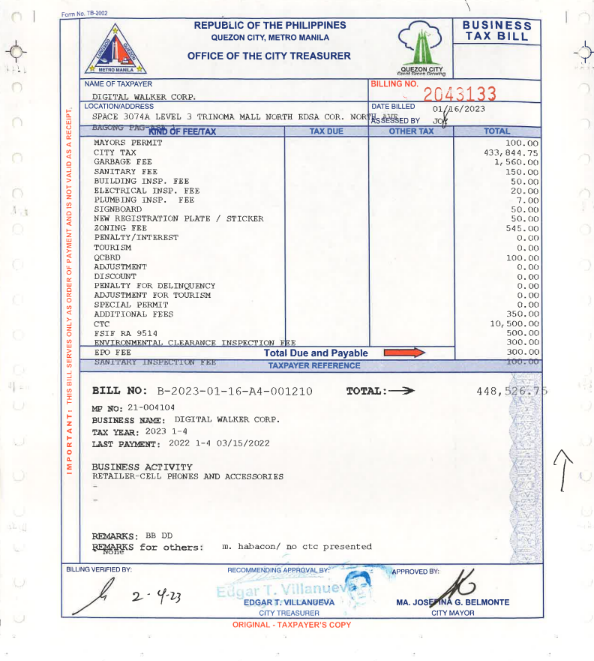 Form No. TB-2002
REPUBLIC OF THE PHILIPPINES
QUEZON CITY, METRO MANILA
OFFICE OF THE CITY TREASURER
METRO MANILA
QUEZON CITY
BUSINESS
TAX BILL
NAME OF TAXPAYER
DIGITAL WALKER CORP.
BILLING NO.
2043133
LOCATION/ADDRESS
SPACE 3074A LEVEL 3 TRINOMA MALL NORTH EDSA COR. NORTH AVE
BAGONG PAG-ASA
DATE BILLED 01/16/2023
ASSESSED BY
KIND OF FEE/TAX TAX DUE OTHER TAX TOTAL
MAYORS PERMIT 100.00
CITY TAX 433,844.75
GARBAGE FEE 1,560.00
SANITARY FEE 150.00
BUILDING INSP. FEE 50.00
ELECTRICAL INSP. FEE 20.00
PLUMBING INSP. FEE 7.00
SIGNBOARD 50.00
NEW REGISTRATION PLATE / STICKER 50.00
ZONING FEE 545.00
PENALTY/INTEREST 0.00
TOURISM 0.00
QCBRD 100.00
ADJUSTMENT 0.00
DISCOUNT 0.00
PENALTY FOR DELINQUENCY 0.00
ADJUSTMENT FOR TOURISM 0.00
SPECIAL PERMIT 0.00
ADDITIONAL FEES 350.00
CTC 10,500.00
FSIF RA 9514 500.00
ENVIRONMENTAL CLEARANCE INSPECTION FEE 300.00
EPO FEE 300.00
Total Due and Payable
SANITARY INSPECTION FEE 100.00
TAXPAYER REFERENCE
BILL NO: B-2023-01-16-A4-001210 TOTAL: 448,526.75
MP NO: 21-004104
BUSINESS NAME: DIGITAL WALKER CORP.
TAX YEAR: 2023 1-4
LAST PAYMENT: 2022 1-4 03/15/2022
BUSINESS ACTIVITY
RETAILER-CELL PHONES AND ACCESSORIES
-
-
REMARKS: BB DD
REMARKS for others: m. habacon/ no ctc presented
None
BILLING VERIFIED BY:
2-4-23
RECOMMENDING APPROVAL BY:
Edgar T. Villanueva
EDGAR T. VILLANUEVA
CITY TREASURER
APPROVED BY:
MA. JOSEFINA G. BELMONTE
CITY MAYOR
ORIGINAL - TAXPAYER'S COPY
IMPORTANT: THIS BILL SERVES ONLY AS ORDER OF PAYMENT AND IS NOT VALID AS A RECEIPT.